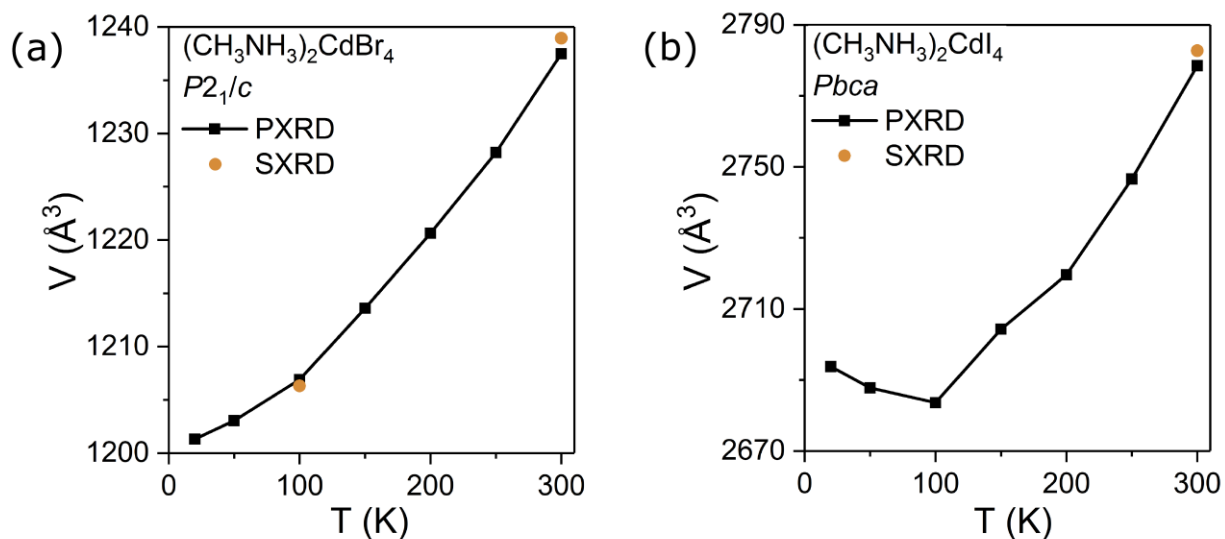 (a)
(CH₃NH₃)₂CdBr₄
P2₁/c
PXRD
SXRD
1240
1230
1220
1210
1200
V (Å³)
0
100
200
300
T (K)
(b)
(CH₃NH₃)₂CdI₄
Pbca
PXRD
SXRD
2790
2750
2710
2670
V (Å³)
0
100
200
300
T (K)